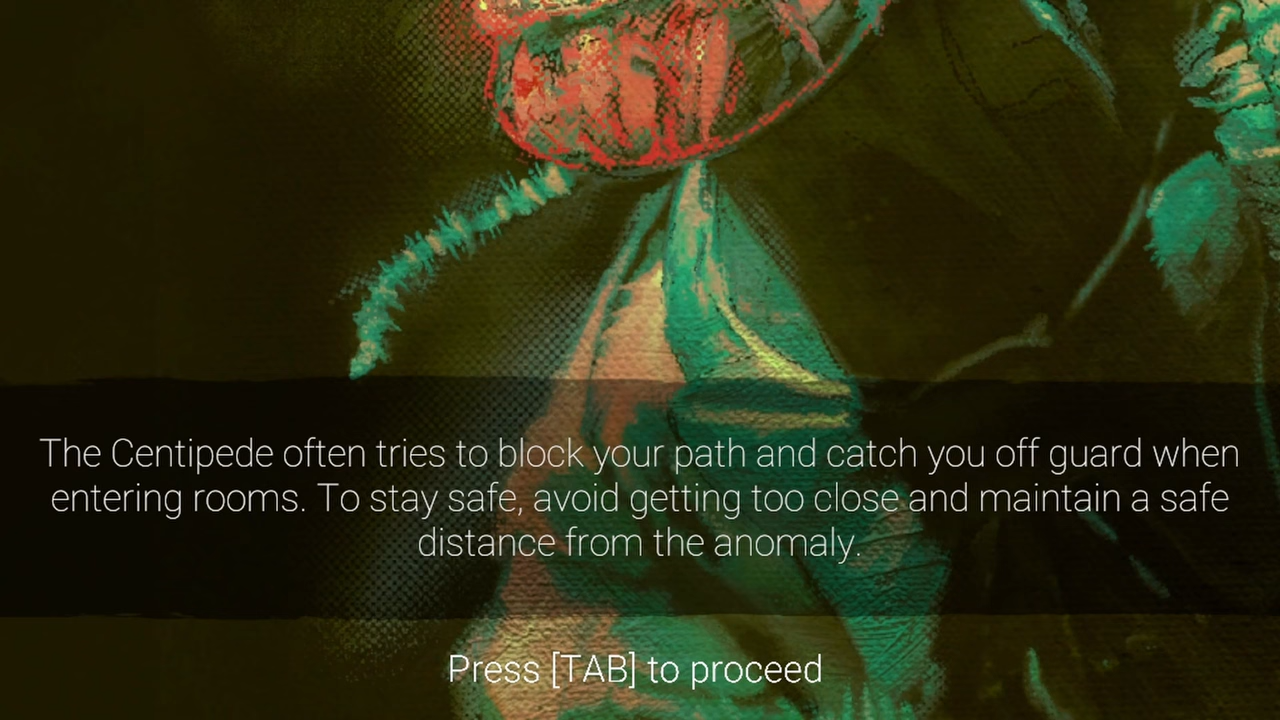 The Centipede often tries to block your path and catch you off guard when
entering rooms. To stay safe, avoid getting too close and maintain a safe
distance from the anomaly.
Press [TAB] to proceed